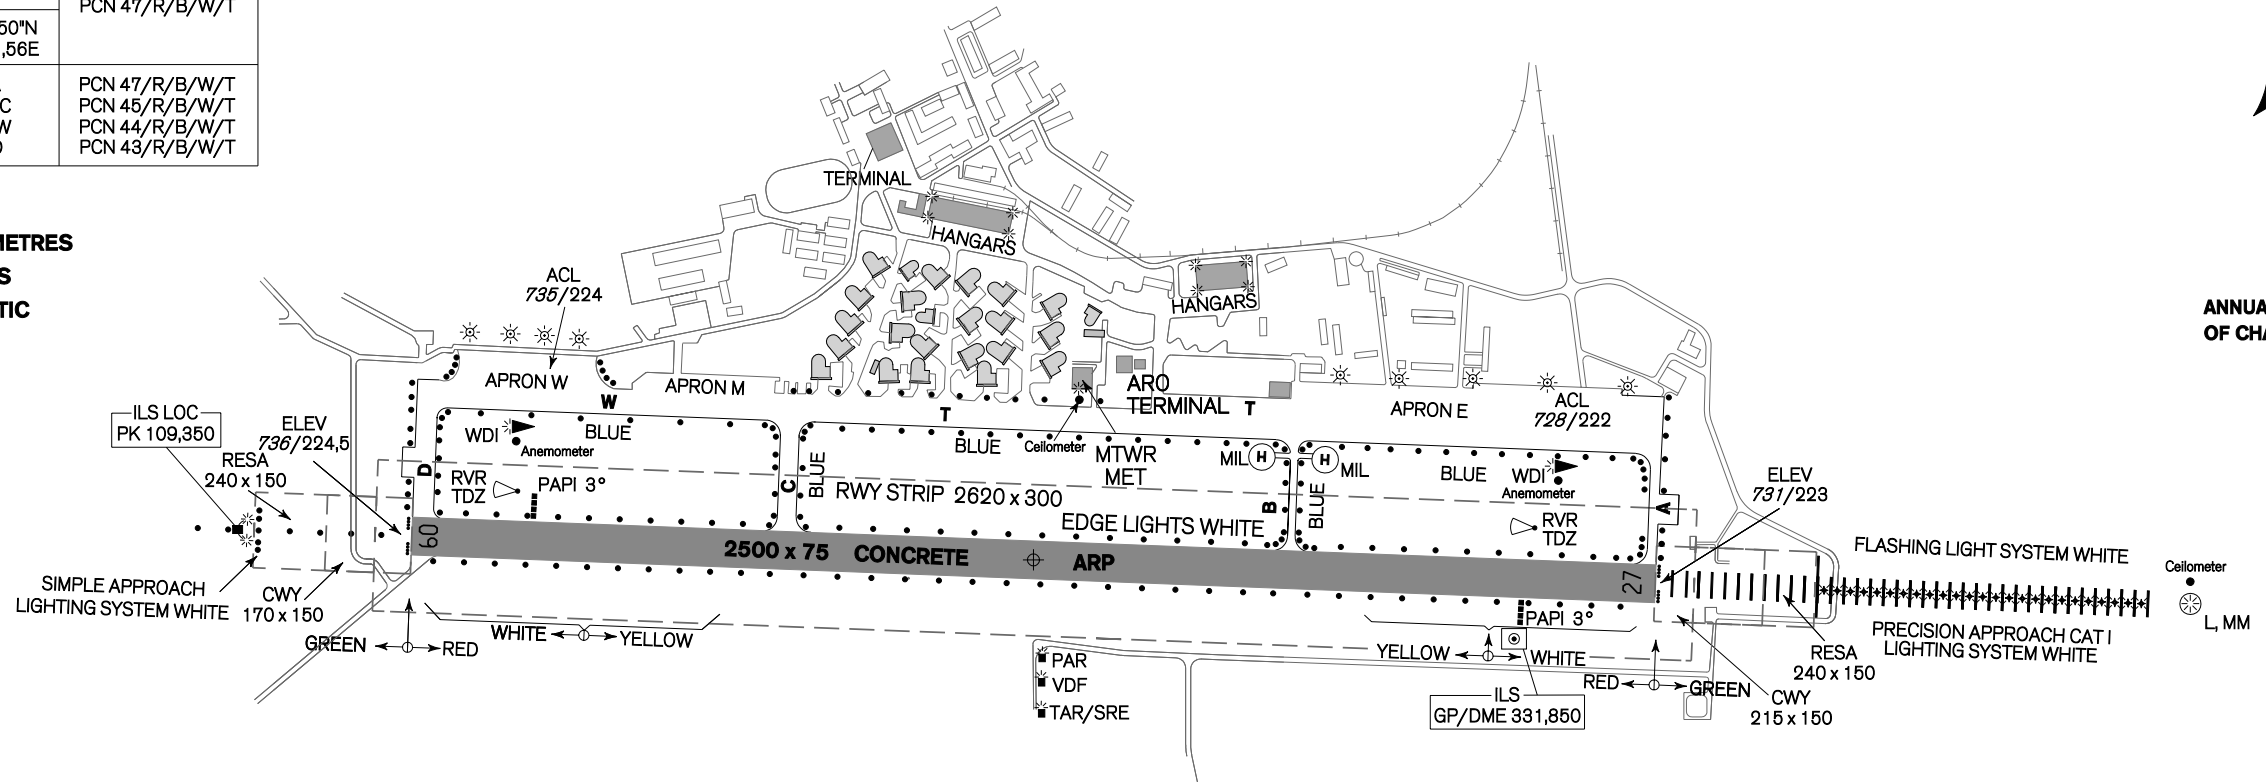 PCN 47/R/B/W/T
50"N
,56E
C
W
PCN 47/R/B/W/T
PCN 45/R/B/W/T
PCN 44/R/B/W/T
PCN 43/R/B/W/T
METRES
S
TIC
ANNUA
OF CHA
TERMINAL
HANGARS
HANGARS
ACL
735/224
APRON W
APRON M
ARO
TERMINAL
APRON E
ACL
728/222
W
T
T
ILS LOC
PK 109,350
ELEV
736/224,5
RESA
240 x 150
WDI
Anemometer
BLUE
BLUE
Ceilometer
MTWR
MET
MIL
H
H
MIL
BLUE
WDI
Anemometer
ELEV
731/223
D
RVR
TDZ
PAPI 3°
C
BLUE
RWY STRIP 2620 x 300
EDGE LIGHTS WHITE
B
BLUE
RVR
TDZ
A
09
2500 x 75 CONCRETE
ARP
27
FLASHING LIGHT SYSTEM WHITE
Ceilometer
L, MM
SIMPLE APPROACH
LIGHTING SYSTEM WHITE
CWY
170 x 150
GREEN
RED
WHITE
YELLOW
PAR
VDF
TAR/SRE
PAPI 3°
YELLOW
WHITE
ILS
GP/DME 331,850
RED
GREEN
CWY
215 x 150
RESA
240 x 150
PRECISION APPROACH CAT I
LIGHTING SYSTEM WHITE